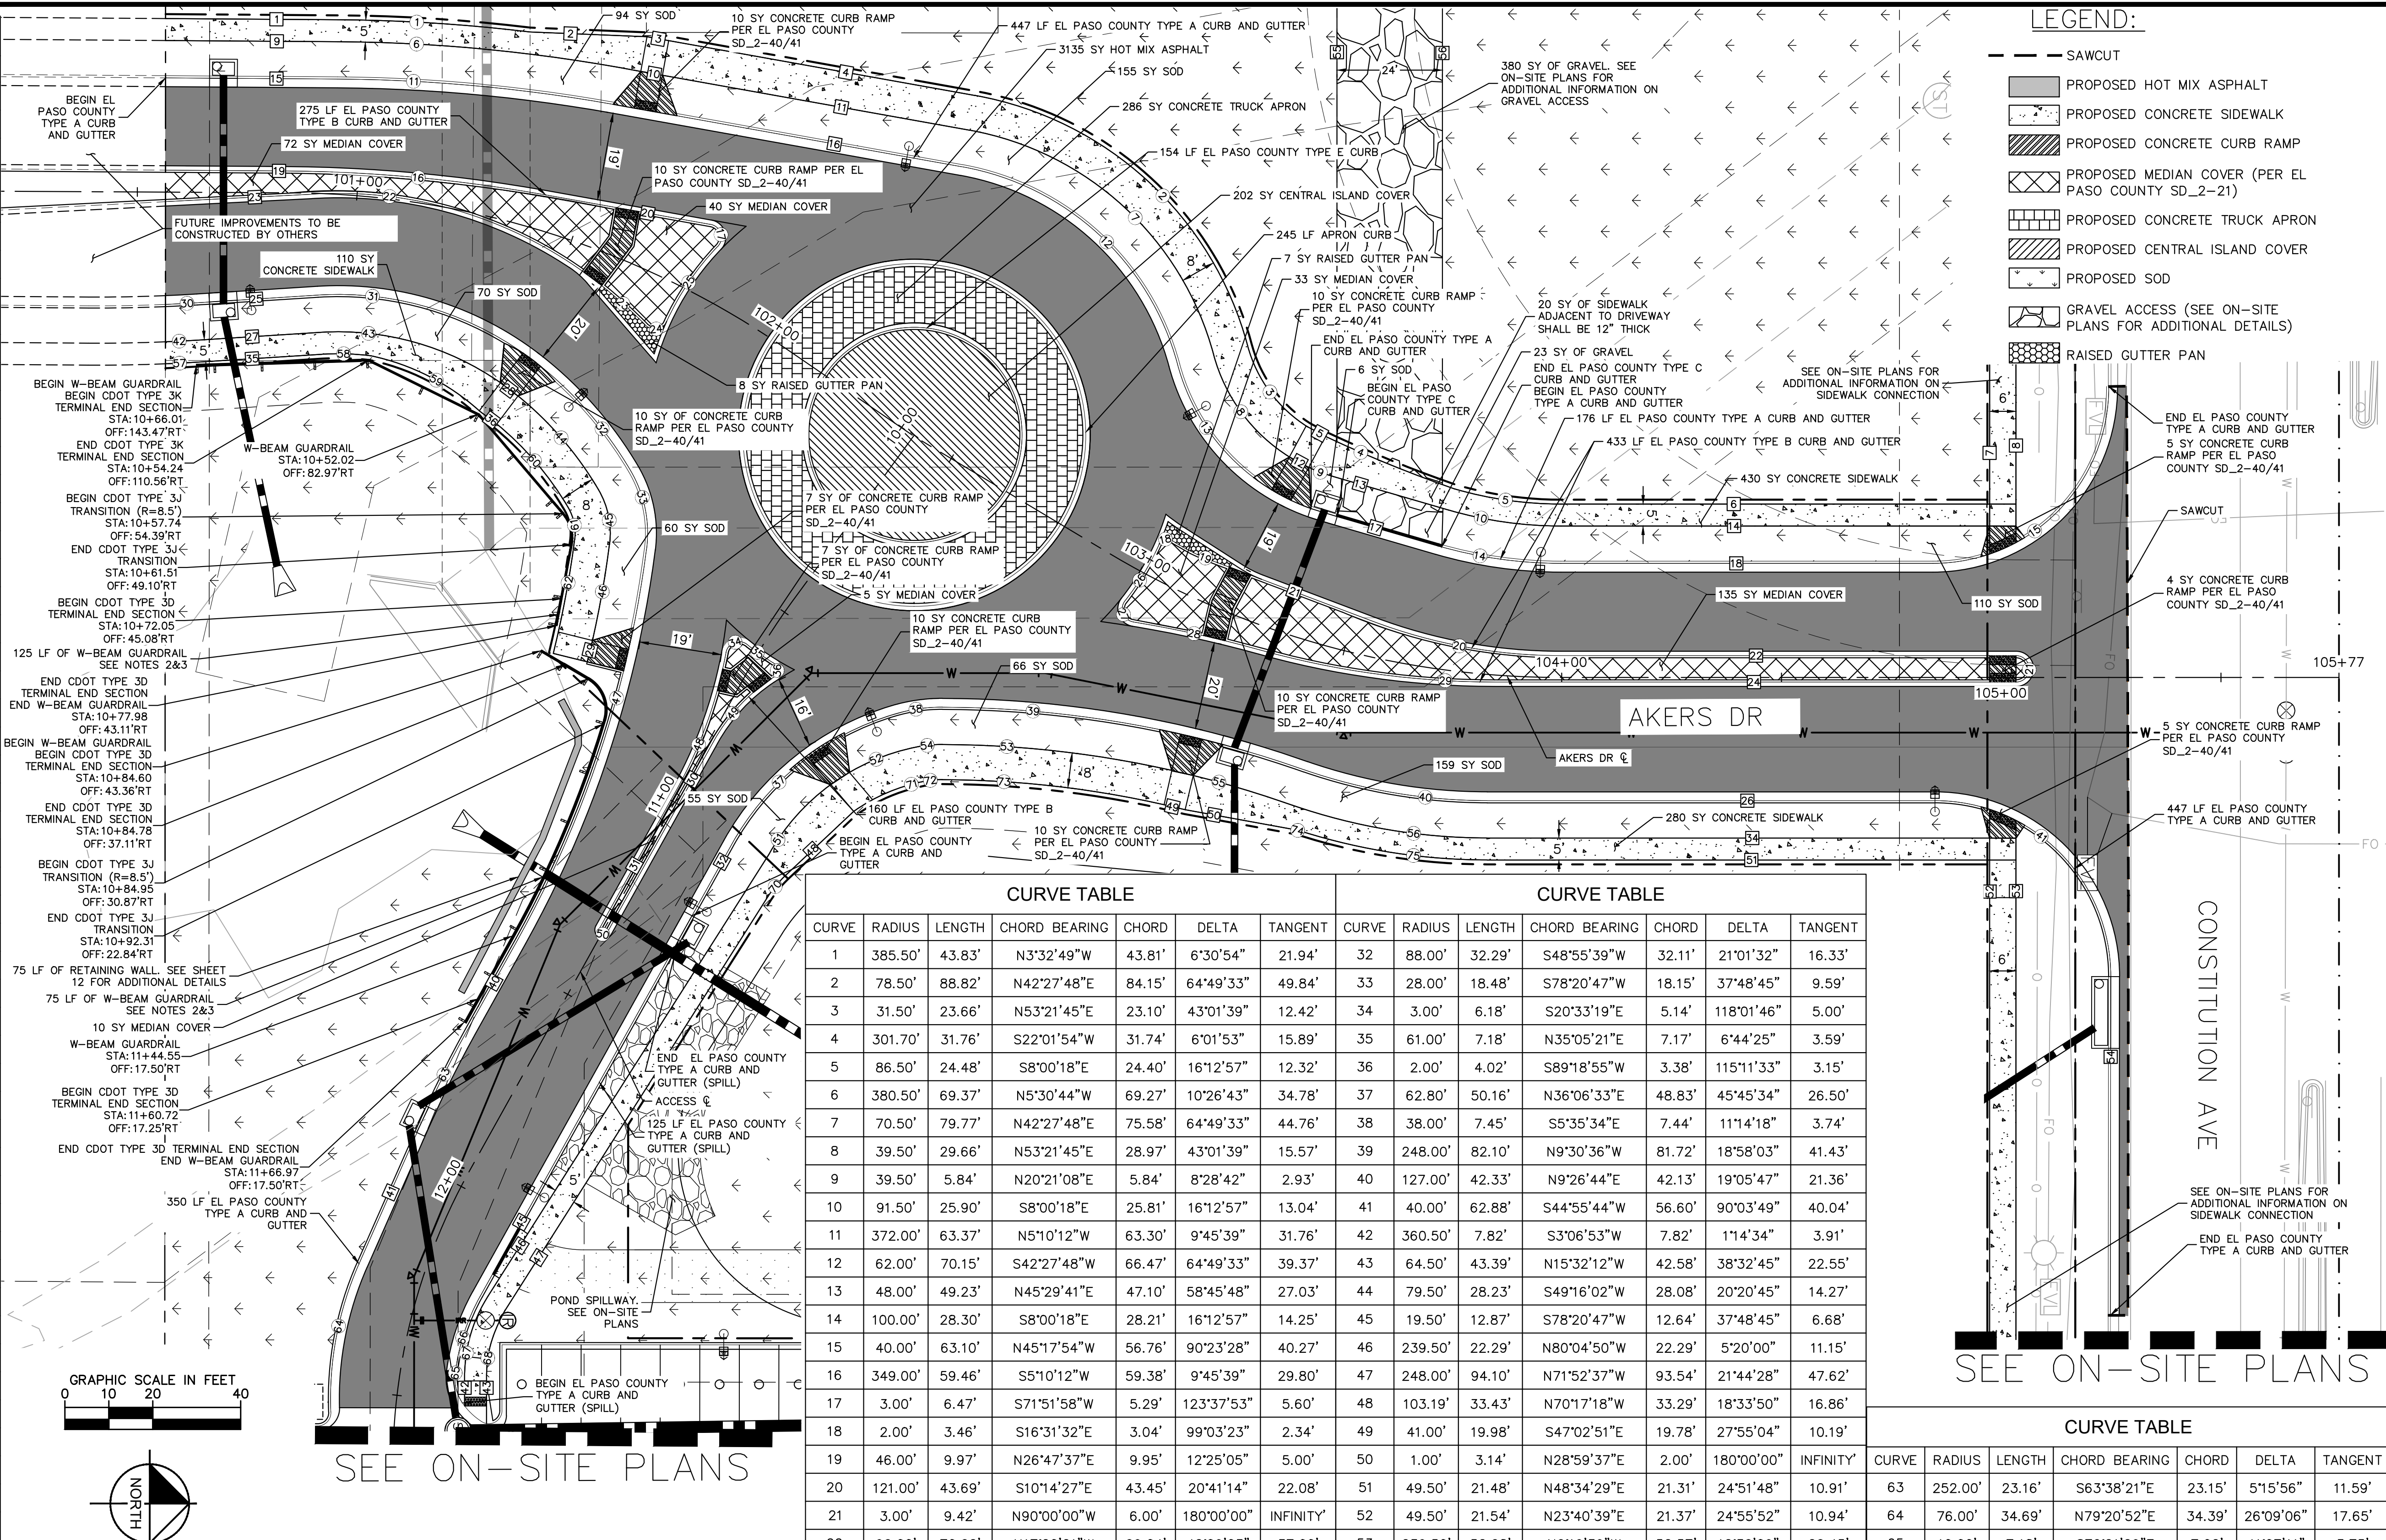 94 SY SOD
10 SY CONCRETE CURB RAMP
PER EL PASO COUNTY
SD_2-40/41
447 LF EL PASO COUNTY TYPE A CURB AND GUTTER
3135 SY HOT MIX ASPHALT
155 SY SOD
286 SY CONCRETE TRUCK APRON
154 LF EL PASO COUNTY TYPE E CURB
202 SY CENTRAL ISLAND COVER
245 LF APRON CURB
7 SY RAISED GUTTER PAN
33 SY MEDIAN COVER
10 SY CONCRETE CURB RAMP
PER EL PASO COUNTY
SD_2-40/41
END EL PASO COUNTY TYPE A
CURB AND GUTTER
6 SY SOD
BEGIN EL PASO
COUNTY TYPE C
CURB AND GUTTER
380 SY OF GRAVEL. SEE
ON-SITE PLANS FOR
ADDITIONAL INFORMATION ON
GRAVEL ACCESS
20 SY OF SIDEWALK
ADJACENT TO DRIVEWAY
SHALL BE 12" THICK
23 SY OF GRAVEL
END EL PASO COUNTY TYPE C
CURB AND GUTTER
BEGIN EL PASO COUNTY
TYPE A CURB AND GUTTER
176 LF EL PASO COUNTY TYPE A CURB AND GUTTER
433 LF EL PASO COUNTY TYPE B CURB AND GUTTER
430 SY CONCRETE SIDEWALK
SEE ON-SITE PLANS FOR
ADDITIONAL INFORMATION ON
SIDEWALK CONNECTION
LEGEND:
SAWCUT
PROPOSED HOT MIX ASPHALT
PROPOSED CONCRETE SIDEWALK
PROPOSED CONCRETE CURB RAMP
PROPOSED MEDIAN COVER (PER EL
PASO COUNTY SD_2-21)
PROPOSED CONCRETE TRUCK APRON
PROPOSED CENTRAL ISLAND COVER
PROPOSED SOD
GRAVEL ACCESS (SEE ON-SITE
PLANS FOR ADDITIONAL DETAILS)
RAISED GUTTER PAN
END EL PASO COUNTY
TYPE A CURB AND GUTTER
5 SY CONCRETE CURB
RAMP PER EL PASO
COUNTY SD_2-40/41
SAWCUT
4 SY CONCRETE CURB
RAMP PER EL PASO
COUNTY SD_2-40/41
105+77
5 SY CONCRETE CURB RAMP
PER EL PASO COUNTY
SD_2-40/41
447 LF EL PASO COUNTY
TYPE A CURB AND GUTTER
CONSTITUTION AVE
SEE ON-SITE PLANS FOR
ADDITIONAL INFORMATION ON
SIDEWALK CONNECTION
END EL PASO COUNTY
TYPE A CURB AND GUTTER
SEE ON-SITE PLANS
BEGIN EL
PASO COUNTY
TYPE A CURB
AND GUTTER
275 LF EL PASO COUNTY
TYPE B CURB AND GUTTER
72 SY MEDIAN COVER
101+00
10 SY CONCRETE CURB RAMP PER EL
PASO COUNTY SD_2-40/41
40 SY MEDIAN COVER
FUTURE IMPROVEMENTS TO BE
CONSTRUCTED BY OTHERS
110 SY
CONCRETE SIDEWALK
70 SY SOD
102+00
8 SY RAISED GUTTER PAN
10 SY OF CONCRETE CURB
RAMP PER EL PASO COUNTY
SD_2-40/41
10+00
7 SY OF CONCRETE CURB RAMP
PER EL PASO COUNTY
SD_2-40/41
60 SY SOD
7 SY OF CONCRETE CURB RAMP
PER EL PASO COUNTY
SD_2-40/41
5 SY MEDIAN COVER
103+00
10 SY CONCRETE CURB
RAMP PER EL PASO COUNTY
SD_2-40/41
66 SY SOD
10 SY CONCRETE CURB RAMP
PER EL PASO COUNTY
SD_2-40/41
135 SY MEDIAN COVER
104+00
105+00
110 SY SOD
AKERS DR
AKERS DR ℄
159 SY SOD
280 SY CONCRETE SIDEWALK
11+00
55 SY SOD
160 LF EL PASO COUNTY TYPE B
CURB AND GUTTER
BEGIN EL PASO COUNTY
TYPE A CURB AND
GUTTER
10 SY CONCRETE CURB RAMP
PER EL PASO COUNTY
SD_2-40/41
BEGIN W-BEAM GUARDRAIL
BEGIN CDOT TYPE 3K
TERMINAL END SECTION
STA:10+66.01
OFF:143.47'RT
END CDOT TYPE 3K
TERMINAL END SECTION
STA:10+54.24
OFF:110.56'RT
W-BEAM GUARDRAIL
STA:10+52.02
OFF:82.97'RT
BEGIN CDOT TYPE 3J
TRANSITION (R=8.5')
STA:10+57.74
OFF:54.39'RT
END CDOT TYPE 3J
TRANSITION
STA:10+61.51
OFF:49.10'RT
BEGIN CDOT TYPE 3D
TERMINAL END SECTION
STA:10+72.05
OFF:45.08'RT
125 LF OF W-BEAM GUARDRAIL
SEE NOTES 2&3
END CDOT TYPE 3D
TERMINAL END SECTION
END W-BEAM GUARDRAIL
STA:10+77.98
OFF:43.11'RT
BEGIN W-BEAM GUARDRAIL
BEGIN CDOT TYPE 3D
TERMINAL END SECTION
STA:10+84.60
OFF:43.36'RT
END CDOT TYPE 3D
TERMINAL END SECTION
STA:10+84.78
OFF:37.11'RT
BEGIN CDOT TYPE 3J
TRANSITION (R=8.5')
STA:10+84.95
OFF:30.87'RT
END CDOT TYPE 3J
TRANSITION
STA:10+92.31
OFF:22.84'RT
75 LF OF RETAINING WALL. SEE SHEET
12 FOR ADDITIONAL DETAILS
75 LF OF W-BEAM GUARDRAIL
SEE NOTES 2&3
10 SY MEDIAN COVER
W-BEAM GUARDRAIL
STA:11+44.55
OFF:17.50'RT
BEGIN CDOT TYPE 3D
TERMINAL END SECTION
STA:11+60.72
OFF:17.25'RT
END CDOT TYPE 3D TERMINAL END SECTION
END W-BEAM GUARDRAIL
STA:11+66.97
OFF:17.50'RT
350 LF EL PASO COUNTY
TYPE A CURB AND
GUTTER
12+00
END EL PASO COUNTY
TYPE A CURB AND
GUTTER (SPILL)
ACCESS ℄
125 LF EL PASO COUNTY
TYPE A CURB AND
GUTTER (SPILL)
POND SPILLWAY.
SEE ON-SITE
PLANS
BEGIN EL PASO COUNTY
TYPE A CURB AND
GUTTER (SPILL)
GRAPHIC SCALE IN FEET
0 10 20 40
NORTH
SEE ON-SITE PLANS
CURVE TABLE
CURVE RADIUS LENGTH CHORD BEARING CHORD DELTA TANGENT
1 385.50' 43.83' N3°32'49"W 43.81' 6°30'54" 21.94'
2 78.50' 88.82' N42°27'48"E 84.15' 64°49'33" 49.84'
3 31.50' 23.66' N53°21'45"E 23.10' 43°01'39" 12.42'
4 301.70' 31.76' S22°01'54"W 31.74' 6°01'53" 15.89'
5 86.50' 24.48' S8°00'18"E 24.40' 16°12'57" 12.32'
6 380.50' 69.37' N5°30'44"W 69.27' 10°26'43" 34.78'
7 70.50' 79.77' N42°27'48"E 75.58' 64°49'33" 44.76'
8 39.50' 29.66' N53°21'45"E 28.97' 43°01'39" 15.57'
9 39.50' 5.84' N20°21'08"E 5.84' 8°28'42" 2.93'
10 91.50' 25.90' S8°00'18"E 25.81' 16°12'57" 13.04'
11 372.00' 63.37' N5°10'12"W 63.30' 9°45'39" 31.76'
12 62.00' 70.15' S42°27'48"W 66.47' 64°49'33" 39.37'
13 48.00' 49.23' N45°29'41"E 47.10' 58°45'48" 27.03'
14 100.00' 28.30' S8°00'18"E 28.21' 16°12'57" 14.25'
15 40.00' 63.10' N45°17'54"W 56.76' 90°23'28" 40.27'
16 349.00' 59.46' S5°10'12"W 59.38' 9°45'39" 29.80'
17 3.00' 6.47' S71°51'58"W 5.29' 123°37'53" 5.60'
18 2.00' 3.46' S16°31'32"E 3.04' 99°03'23" 2.34'
19 46.00' 9.97' N26°47'37"E 9.95' 12°25'05" 5.00'
20 121.00' 43.69' S10°14'27"E 43.45' 20°41'14" 22.08'
21 3.00' 9.42' N90°00'00"W 6.00' 180°00'00" INFINITY'
CURVE TABLE
CURVE RADIUS LENGTH CHORD BEARING CHORD DELTA TANGENT
32 88.00' 32.29' S48°55'39"W 32.11' 21°01'32" 16.33'
33 28.00' 18.48' S78°20'47"W 18.15' 37°48'45" 9.59'
34 3.00' 6.18' S20°33'19"E 5.14' 118°01'46" 5.00'
35 61.00' 7.18' N35°05'21"E 7.17' 6°44'25" 3.59'
36 2.00' 4.02' S89°18'55"W 3.38' 115°11'33" 3.15'
37 62.80' 50.16' N36°06'33"E 48.83' 45°45'34" 26.50'
38 38.00' 7.45' S5°35'34"E 7.44' 11°14'18" 3.74'
39 248.00' 82.10' N9°30'36"W 81.72' 18°58'03" 41.43'
40 127.00' 42.33' N9°26'44"E 42.13' 19°05'47" 21.36'
41 40.00' 62.88' S44°55'44"W 56.60' 90°03'49" 40.04'
42 360.50' 7.82' S3°06'53"W 7.82' 1°14'34" 3.91'
43 64.50' 43.39' N15°32'12"W 42.58' 38°32'45" 22.55'
44 79.50' 28.23' S49°16'02"W 28.08' 20°20'45" 14.27'
45 19.50' 12.87' S78°20'47"W 12.64' 37°48'45" 6.68'
46 239.50' 22.29' N80°04'50"W 22.29' 5°20'00" 11.15'
47 248.00' 94.10' N71°52'37"W 93.54' 21°44'28" 47.62'
48 103.19' 33.43' N70°17'18"W 33.29' 18°33'50" 16.86'
49 41.00' 19.98' S47°02'51"E 19.78' 27°55'04" 10.19'
50 1.00' 3.14' N28°59'37"E 2.00' 180°00'00" INFINITY'
51 49.50' 21.48' N48°34'29"E 21.31' 24°51'48" 10.91'
52 49.50' 21.54' N23°40'39"E 21.37' 24°55'52" 10.94'
CURVE TABLE
CURVE RADIUS LENGTH CHORD BEARING CHORD DELTA TANGENT
63 252.00' 23.16' S63°38'21"E 23.15' 5°15'56" 11.59'
64 76.00' 34.69' N79°20'52"E 34.39' 26°09'06" 17.65'